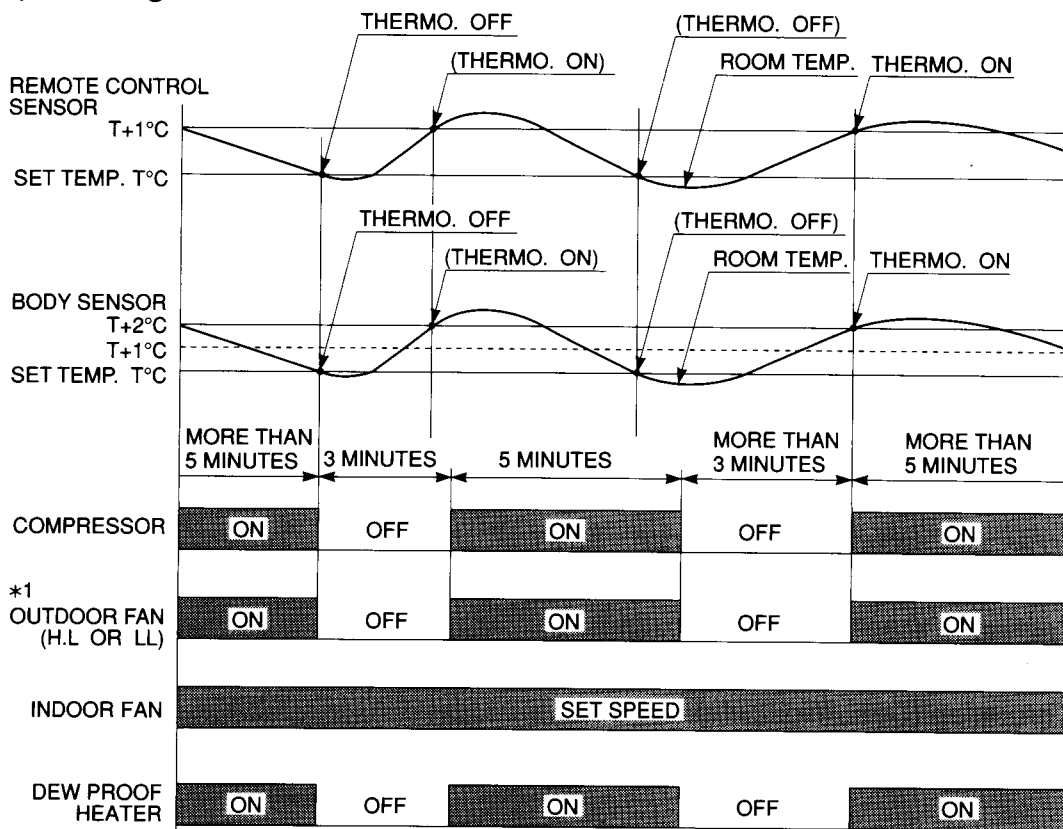 THERMO. OFF
(THERMO. OFF)
(THERMO. ON)
ROOM TEMP.
THERMO. ON
REMOTE CONTROL
SENSOR
T+1°C
SET TEMP. T°C
THERMO. OFF
(THERMO. OFF)
(THERMO. ON)
ROOM TEMP.
THERMO. ON
BODY SENSOR
T+2°C
T+1°C
SET TEMP. T°C
MORE THAN
5 MINUTES
3 MINUTES
5 MINUTES
MORE THAN
3 MINUTES
MORE THAN
5 MINUTES
COMPRESSOR
ON
OFF
ON
OFF
ON
*1
OUTDOOR FAN
(H.L OR LL)
ON
OFF
ON
OFF
ON
INDOOR FAN
SET SPEED
DEW PROOF
HEATER
ON
OFF
ON
OFF
ON